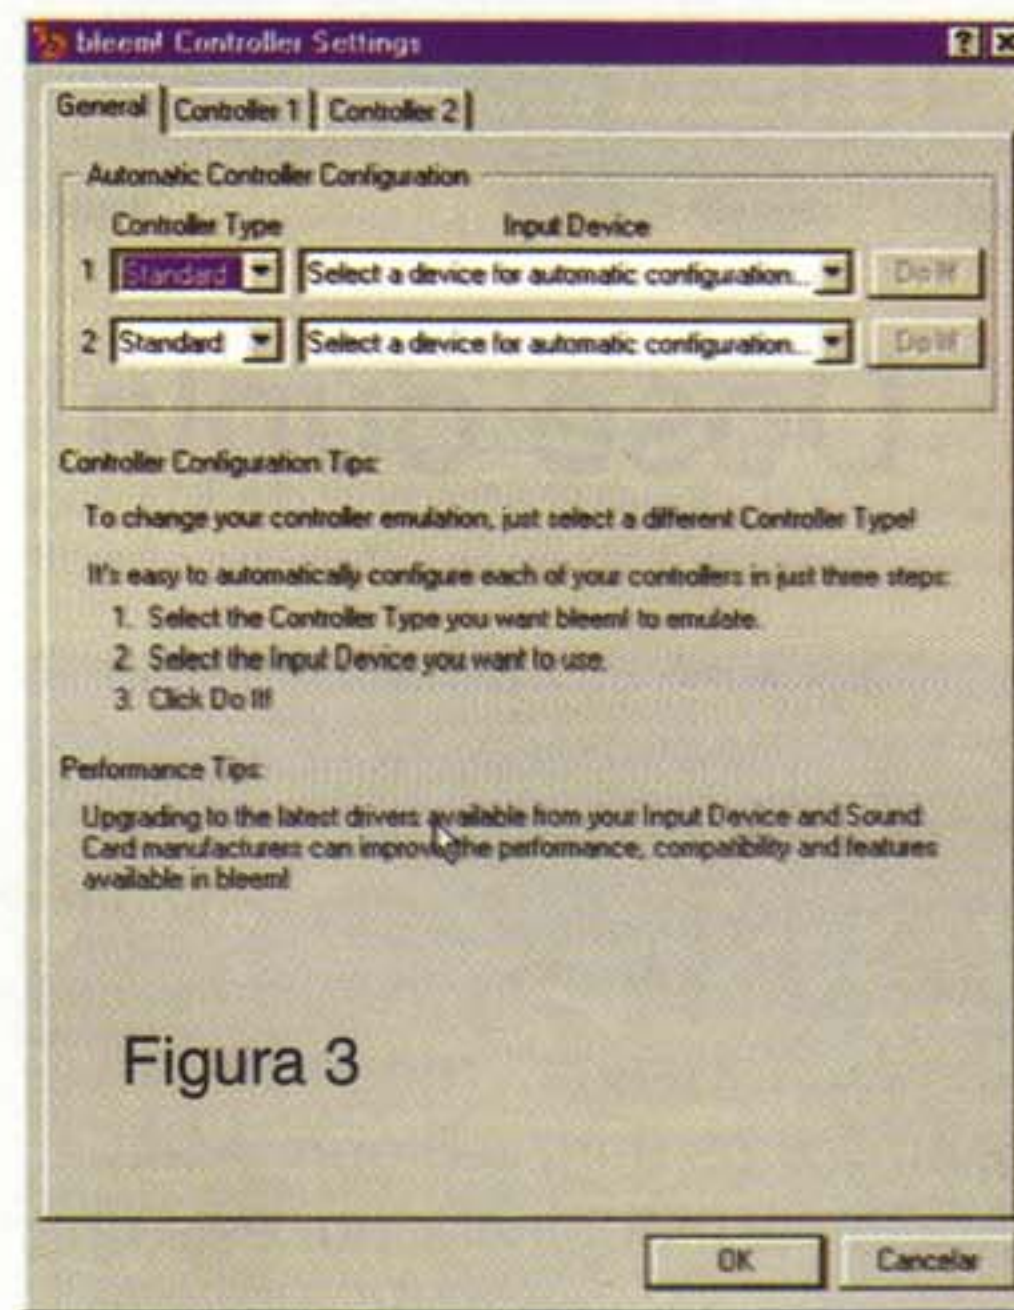 bleem! Controller Settings
General Controller 1 Controller 2
Automatic Controller Configuration
Controller Type Input Device
1 Standard Select a device for automatic configuration... Do It!
2 Standard Select a device for automatic configuration... Do It!
Controller Configuration Tips:
To change your controller emulation, just select a different Controller Type!
It's easy to automatically configure each of your controllers in just three steps:
1. Select the Controller Type you want bleem! to emulate.
2. Select the Input Device you want to use.
3. Click Do It!
Performance Tips:
Upgrading to the latest drivers available from your Input Device and Sound
Card manufacturers can improve the performance, compatibility and features
available in bleem!
Figura 3
OK Cancelar